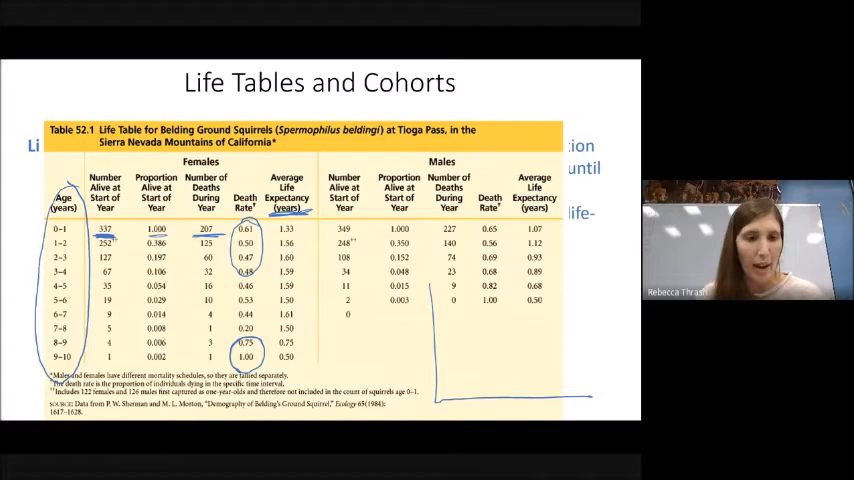 Life Tables and Cohorts
Li
ion
until
life-
Table 52.1 Life Table for Belding Ground Squirrels (Spermophilus beldingi) at Tioga Pass, in the
Sierra Nevada Mountains of California*
Females Males
Age (years) Number Alive at Start of Year Proportion Alive at Start of Year Number of Deaths During Year Death Rate† Average Life Expectancy (years) Number Alive at Start of Year Proportion Alive at Start of Year Number of Deaths During Year Death Rate† Average Life Expectancy (years)
0–1 337 1.000 207 0.61 1.33 349 1.000 227 0.65 1.07
1–2 252†† 0.386 125 0.50 1.56 248†† 0.350 140 0.56 1.12
2–3 127 0.197 60 0.47 1.59 108 0.152 74 0.69 0.93
3–4 67 0.106 32 0.48 1.59 34 0.048 23 0.68 0.89
4–5 35 0.054 16 0.46 1.59 11 0.015 9 0.82 0.68
5–6 19 0.029 10 0.53 1.50 2 0.003 0 1.00 0.50
6–7 9 0.014 4 0.44 1.61 0
7–8 5 0.008 1 0.20 1.50
8–9 4 0.006 3 0.75 0.75
9–10 1 0.002 1 1.00 0.50
*Males and females have different mortality schedules, so they are tallied separately.
The death rate is the proportion of individuals dying in the specific time interval.
††Includes 122 females and 126 males first captured as one-year-olds and therefore not included in the count of squirrels age 0–1.
SOURCE: Data from P. W. Sherman and M. L. Morton, "Demography of Belding's Ground Squirrel," Ecology 65(1984):
1617–1628.
Rebecca Thrash